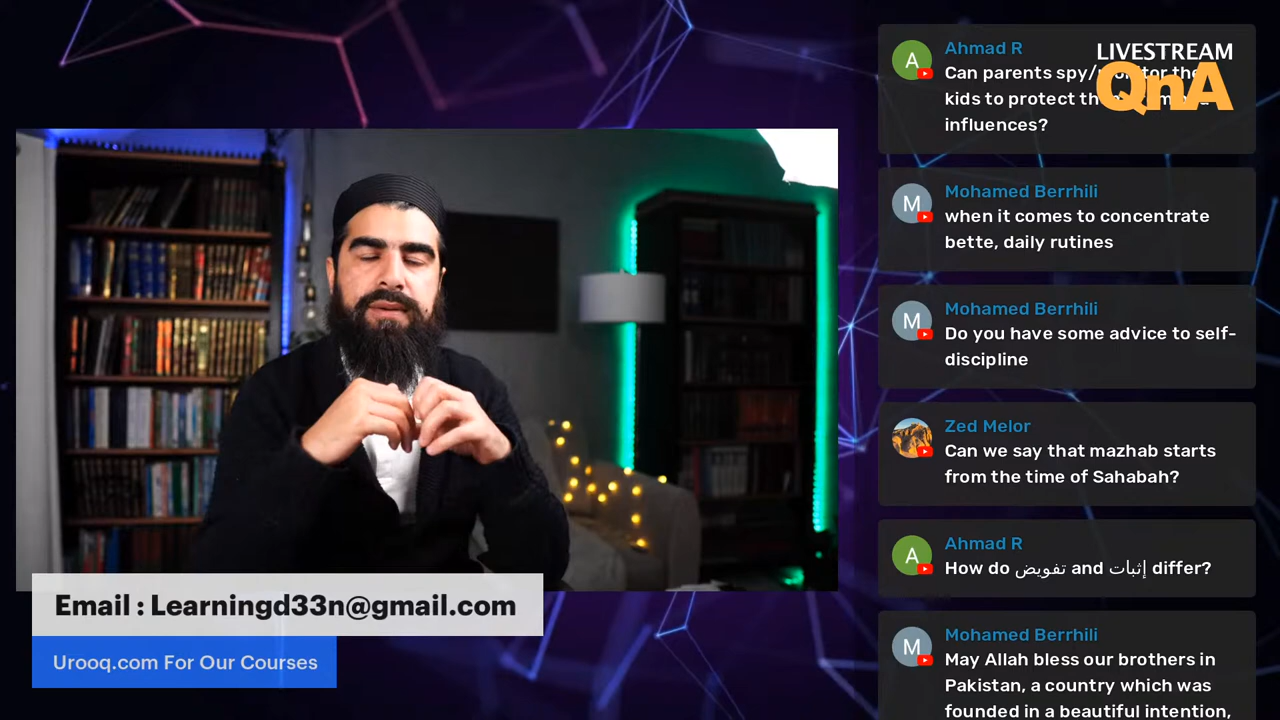 LIVESTREAM
QnA
A
Ahmad R
Can parents spy/
kids to protect
influences?
M
Mohamed Berrhili
when it comes to concentrate
bette, daily rutines
M
Mohamed Berrhili
Do you have some advice to self-
discipline
Zed Melor
Can we say that mazhab starts
from the time of Sahabah?
A
Ahmad R
How do تفويض and إثبات differ?
M
Mohamed Berrhili
May Allah bless our brothers in
Pakistan, a country which was
founded in a beautiful intention,
Email : Learningd33n@gmail.com
Urooq.com For Our Courses